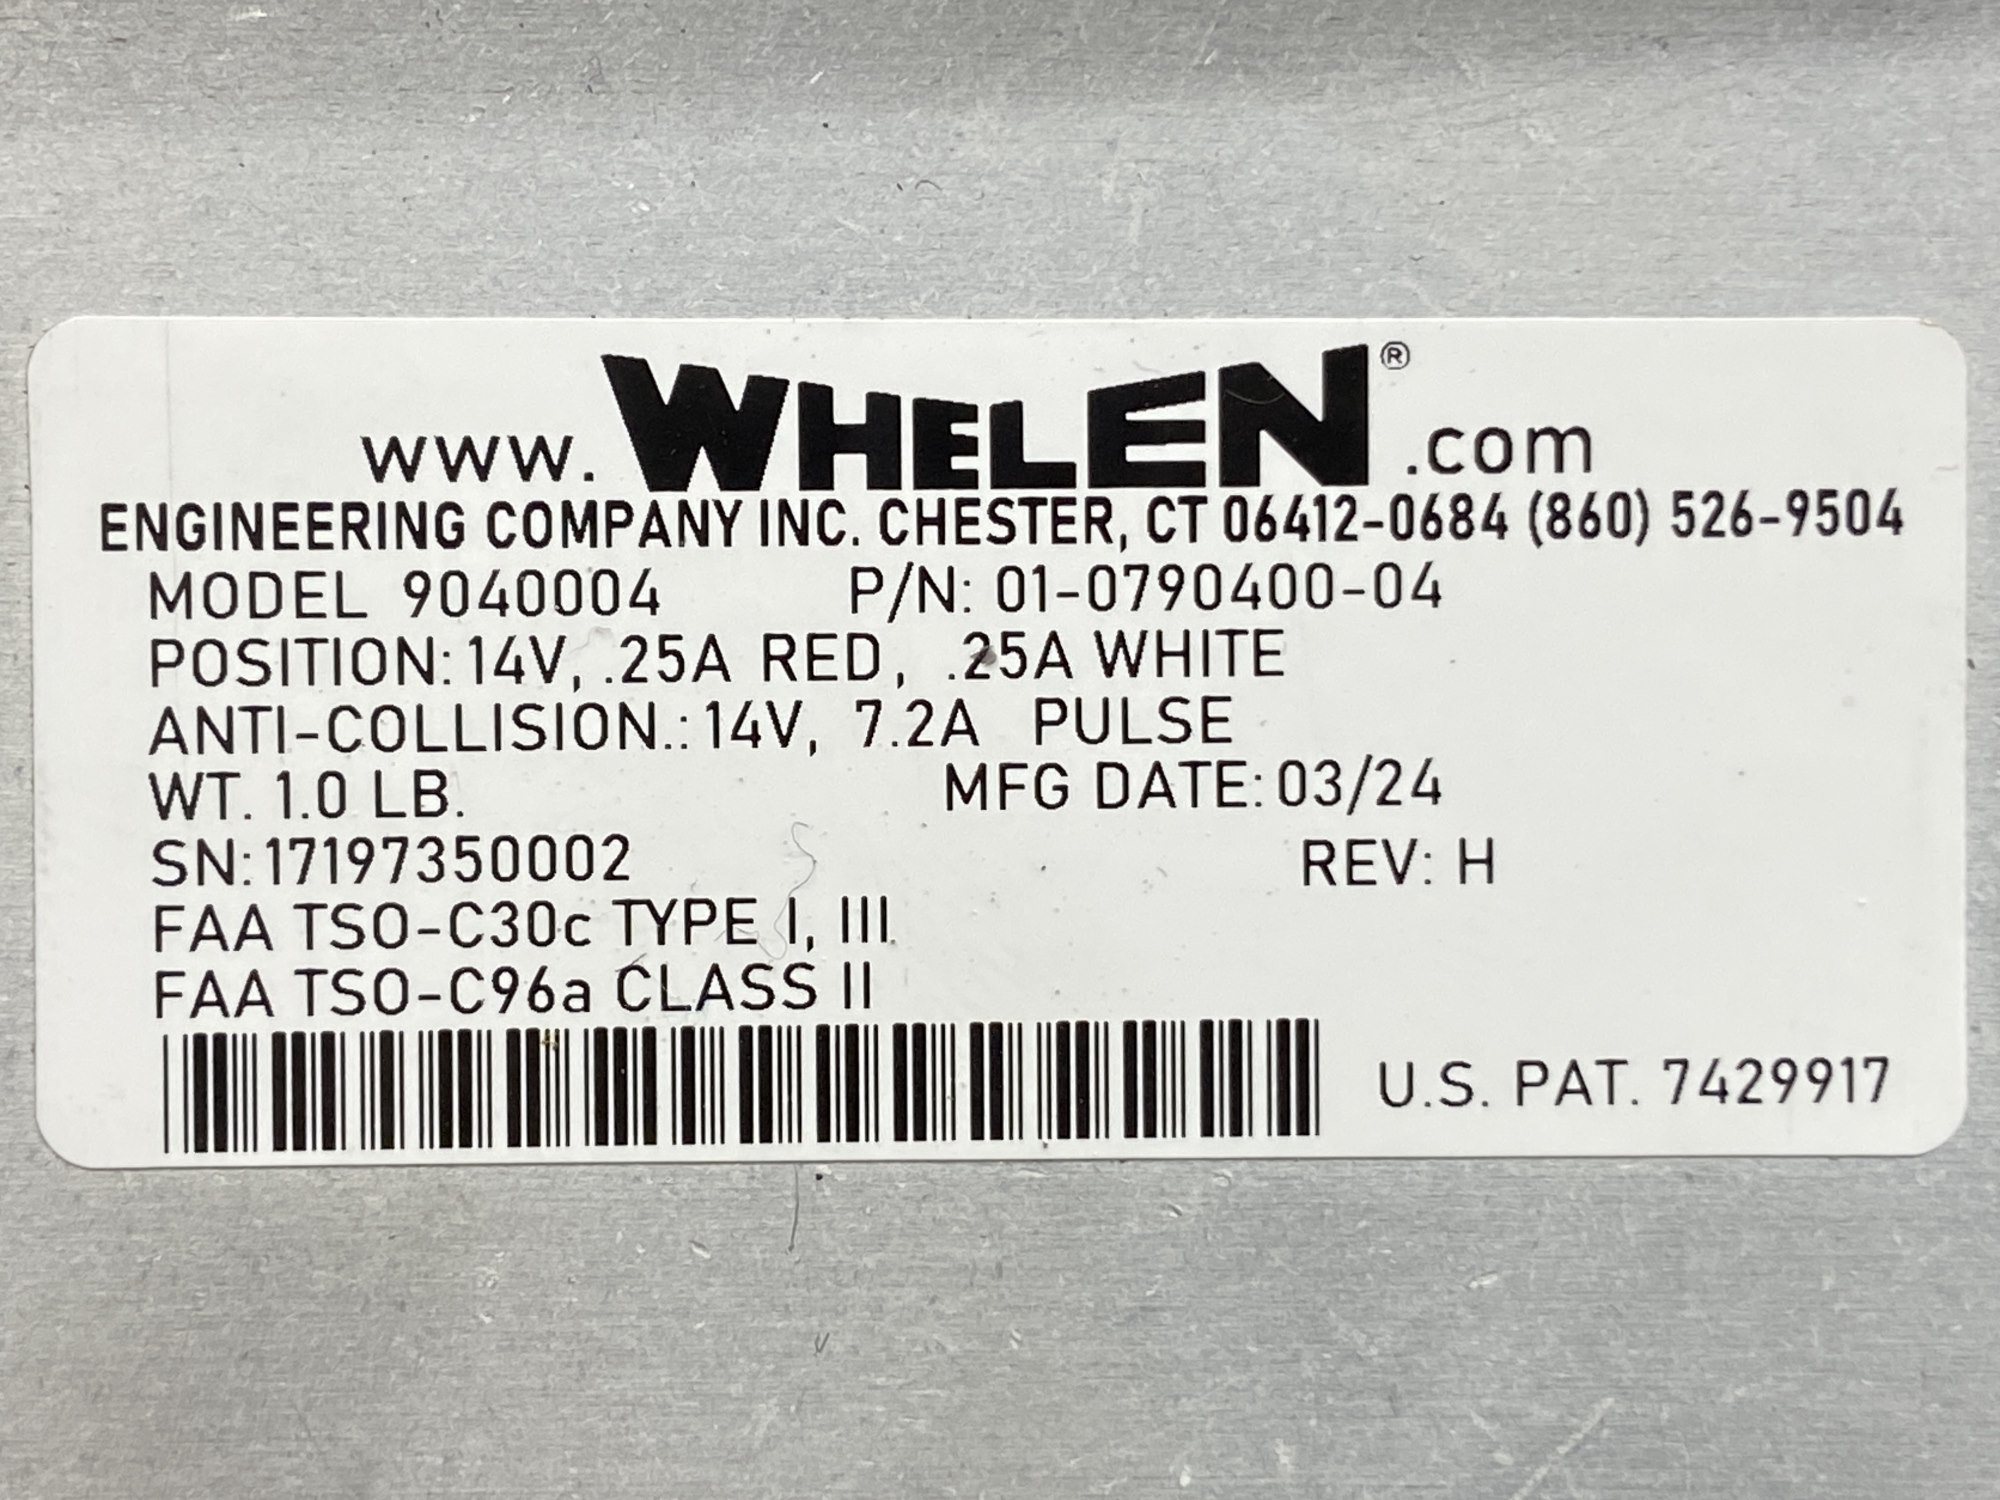 www.WHELEN®.com
ENGINEERING COMPANY INC. CHESTER, CT 06412-0684 (860) 526-9504
MODEL 9040004 P/N: 01-0790400-04
POSITION: 14V, .25A RED, .25A WHITE
ANTI-COLLISION.: 14V, 7.2A PULSE
WT. 1.0 LB. MFG DATE: 03/24
SN: 17197350002 REV: H
FAA TSO-C30c TYPE I, III
FAA TSO-C96a CLASS II
U.S. PAT. 7429917